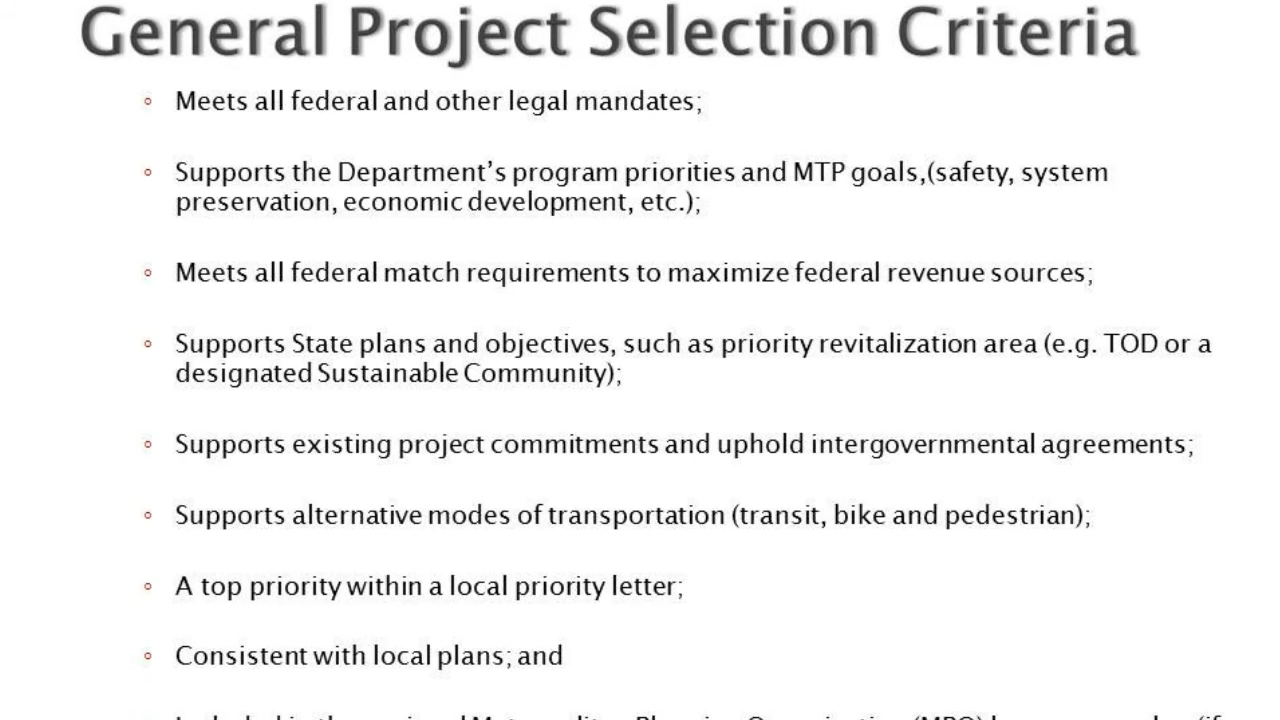 General Project Selection Criteria
◦ Meets all federal and other legal mandates;
◦ Supports the Department’s program priorities and MTP goals,(safety, system
preservation, economic development, etc.);
◦ Meets all federal match requirements to maximize federal revenue sources;
◦ Supports State plans and objectives, such as priority revitalization area (e.g. TOD or a
designated Sustainable Community);
◦ Supports existing project commitments and uphold intergovernmental agreements;
◦ Supports alternative modes of transportation (transit, bike and pedestrian);
◦ A top priority within a local priority letter;
◦ Consistent with local plans; and